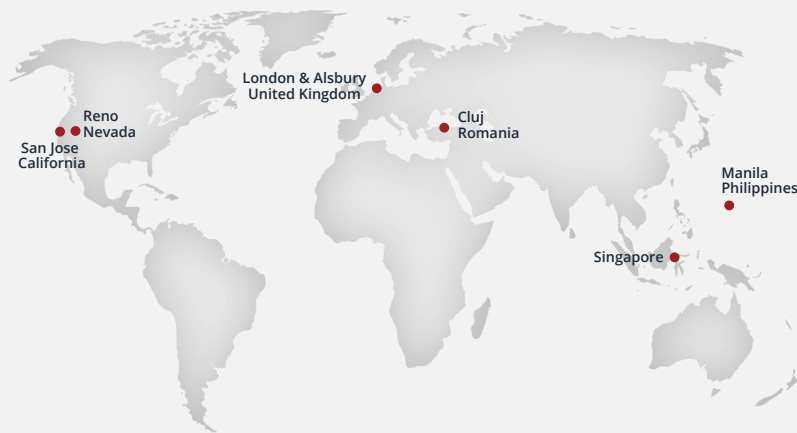 London & Alsbury
United Kingdom
Reno
Nevada
San Jose
California
Cluj
Romania
Manila
Philippines
Singapore